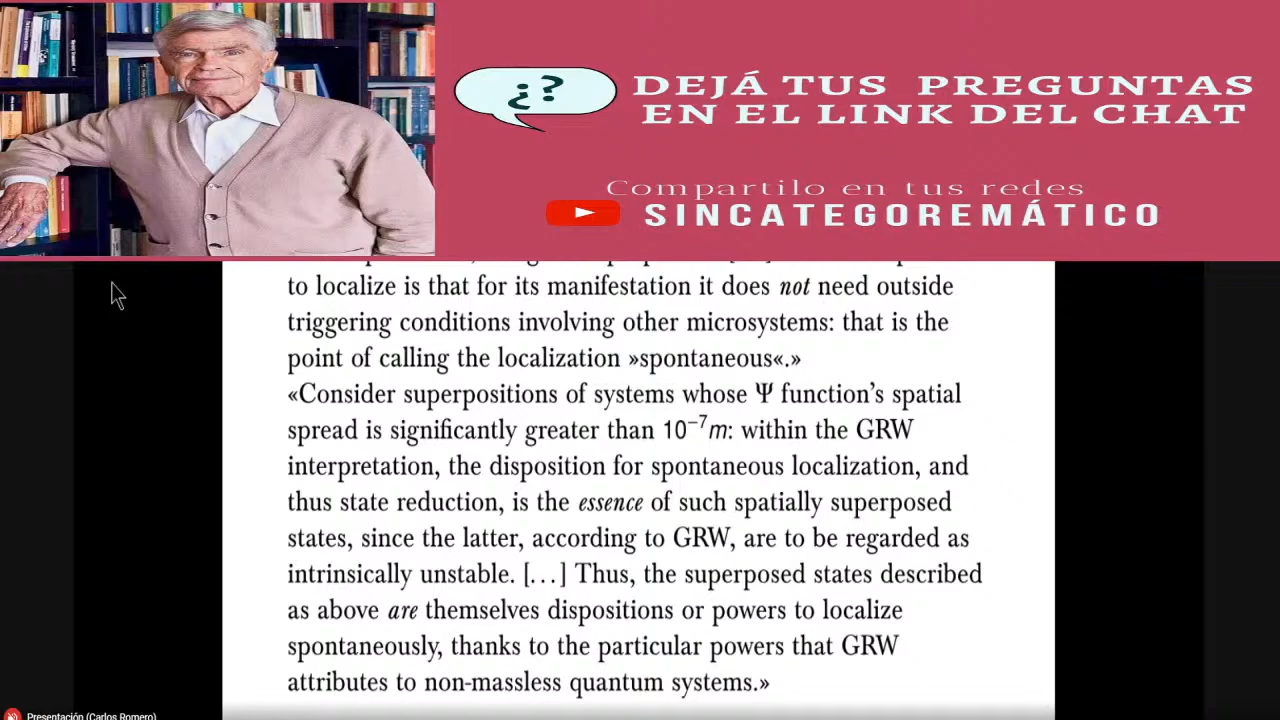 ¿?
DEJÁ TUS PREGUNTAS
EN EL LINK DEL CHAT
Compartilo en tus redes
SINCATEGOREMÁTICO
to localize is that for its manifestation it does not need outside
triggering conditions involving other microsystems: that is the
point of calling the localization »spontaneous«.»
«Consider superpositions of systems whose Ψ function's spatial
spread is significantly greater than 10⁻⁷m: within the GRW
interpretation, the disposition for spontaneous localization, and
thus state reduction, is the essence of such spatially superposed
states, since the latter, according to GRW, are to be regarded as
intrinsically unstable. […] Thus, the superposed states described
as above are themselves dispositions or powers to localize
spontaneously, thanks to the particular powers that GRW
attributes to non-massless quantum systems.»
Presentación (Carlos Romero)